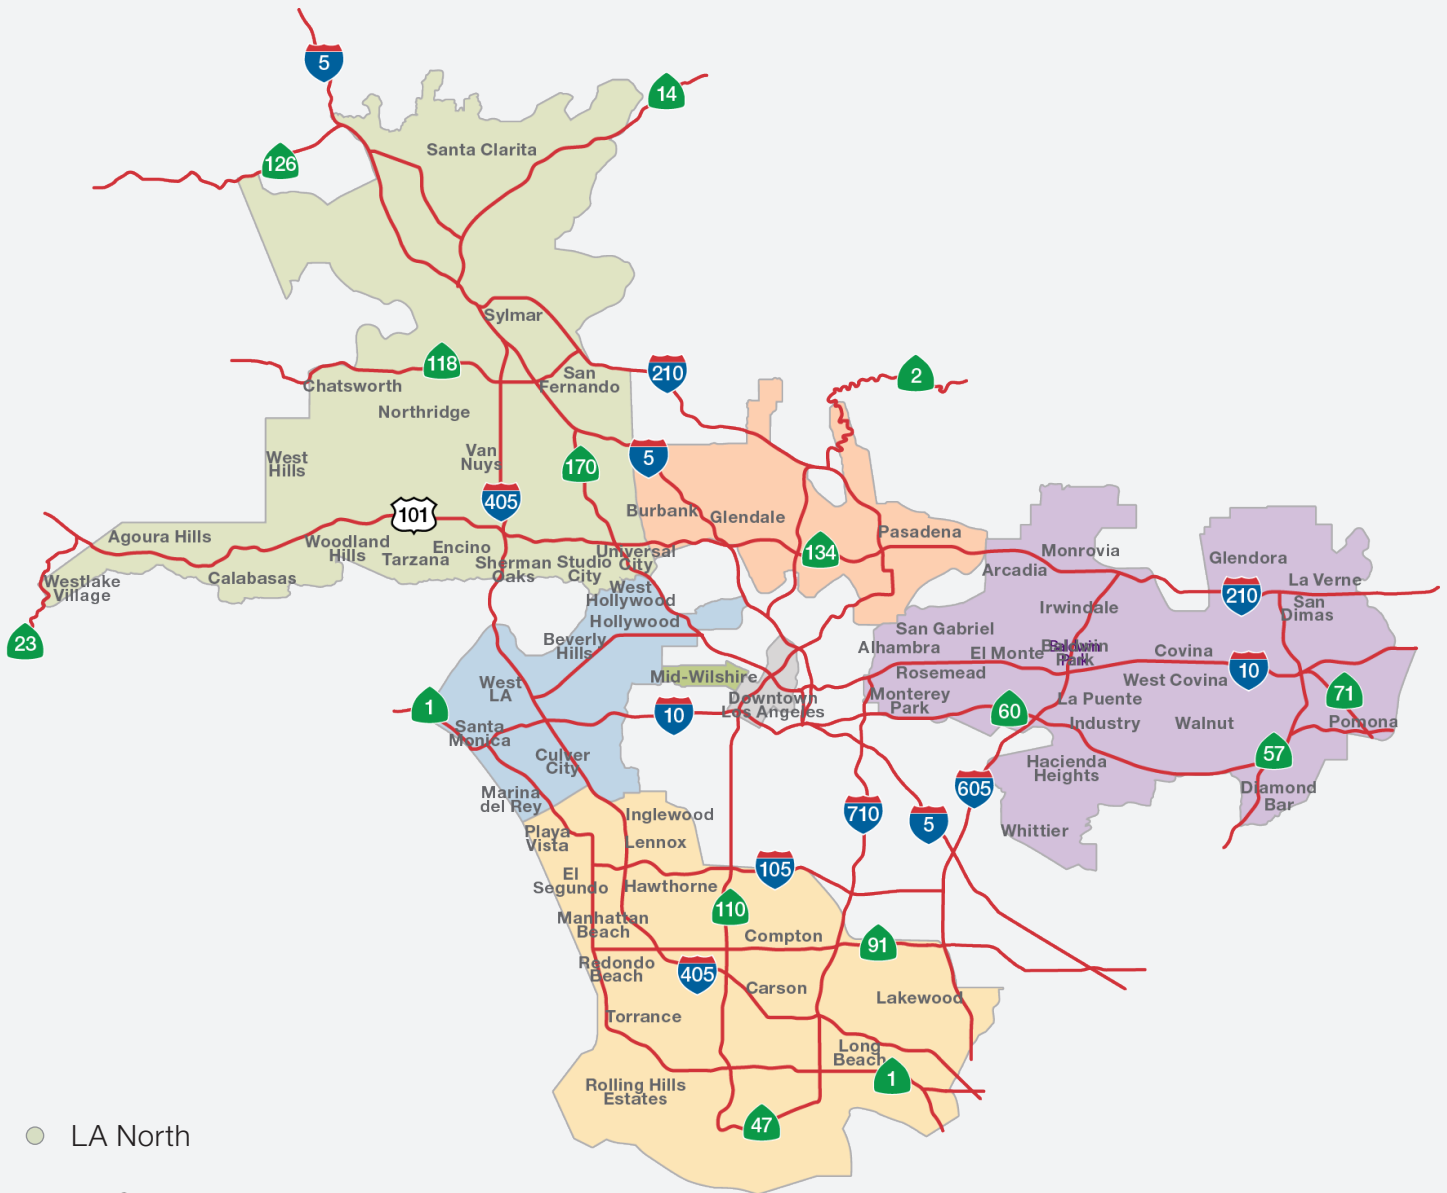 5
14
126
Santa Clarita
Sylmar
118
210
2
San
Fernando
Chatsworth
Northridge
West
Hills
Van
Nuys
170
5
405
101
Burbank
Glendale
Pasadena
134
Agoura Hills
Woodland
Hills
Tarzana
Encino
Sherman
Oaks
Studio
City
Universal
City
Calabasas
Westlake
Village
23
West
Hollywood
Hollywood
Beverly
Hills
Monrovia
Arcadia
Glendora
La Verne
210
San
Dimas
Irwindale
San Gabriel
Alhambra
El Monte
Park
Covina
Rosemead
West Covina
10
Mid-Wilshire
West
LA
1
Downtown
Los Angeles
Monterey
Park
60
La Puente
71
10
Santa
Monica
Industry
Walnut
Pomona
Culver
City
57
Hacienda
Heights
605
Diamond
Bar
Marina
del Rey
710
5
Inglewood
Playa
Vista
Lennox
Whittier
105
El
Segundo
Hawthorne
110
Manhattan
Beach
Compton
91
Redondo
Beach
405
Carson
Lakewood
Torrance
Long
Beach
1
Rolling Hills
Estates
47
LA North